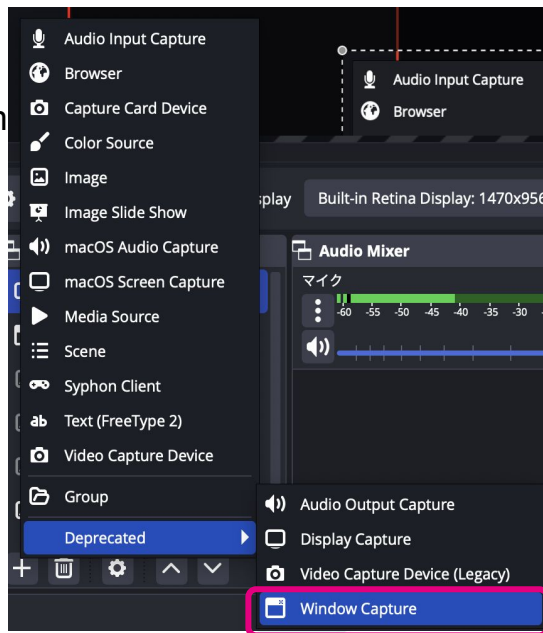 Audio Input Capture
Browser
Capture Card Device
Color Source
Image
Image Slide Show
macOS Audio Capture
macOS Screen Capture
Media Source
Scene
Syphon Client
ab Text (FreeType 2)
Video Capture Device
Group
Deprecated
Audio Input Capture
Browser
Built-in Retina Display: 1470x956
Audio Mixer
マイク
-60 -55 -50 -45 -40 -35 -30
Audio Output Capture
Display Capture
Video Capture Device (Legacy)
Window Capture